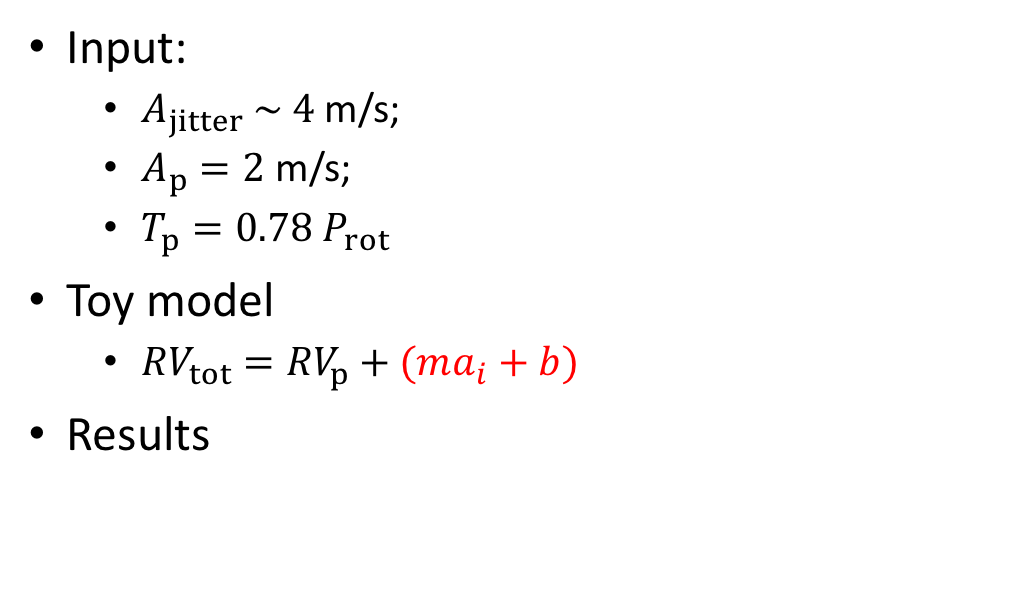 • Input:
• A_jitter ~ 4 m/s;
• A_p = 2 m/s;
• T_p = 0.78 P_rot
• Toy model
• RV_tot = RV_p + (ma_i + b)
• Results